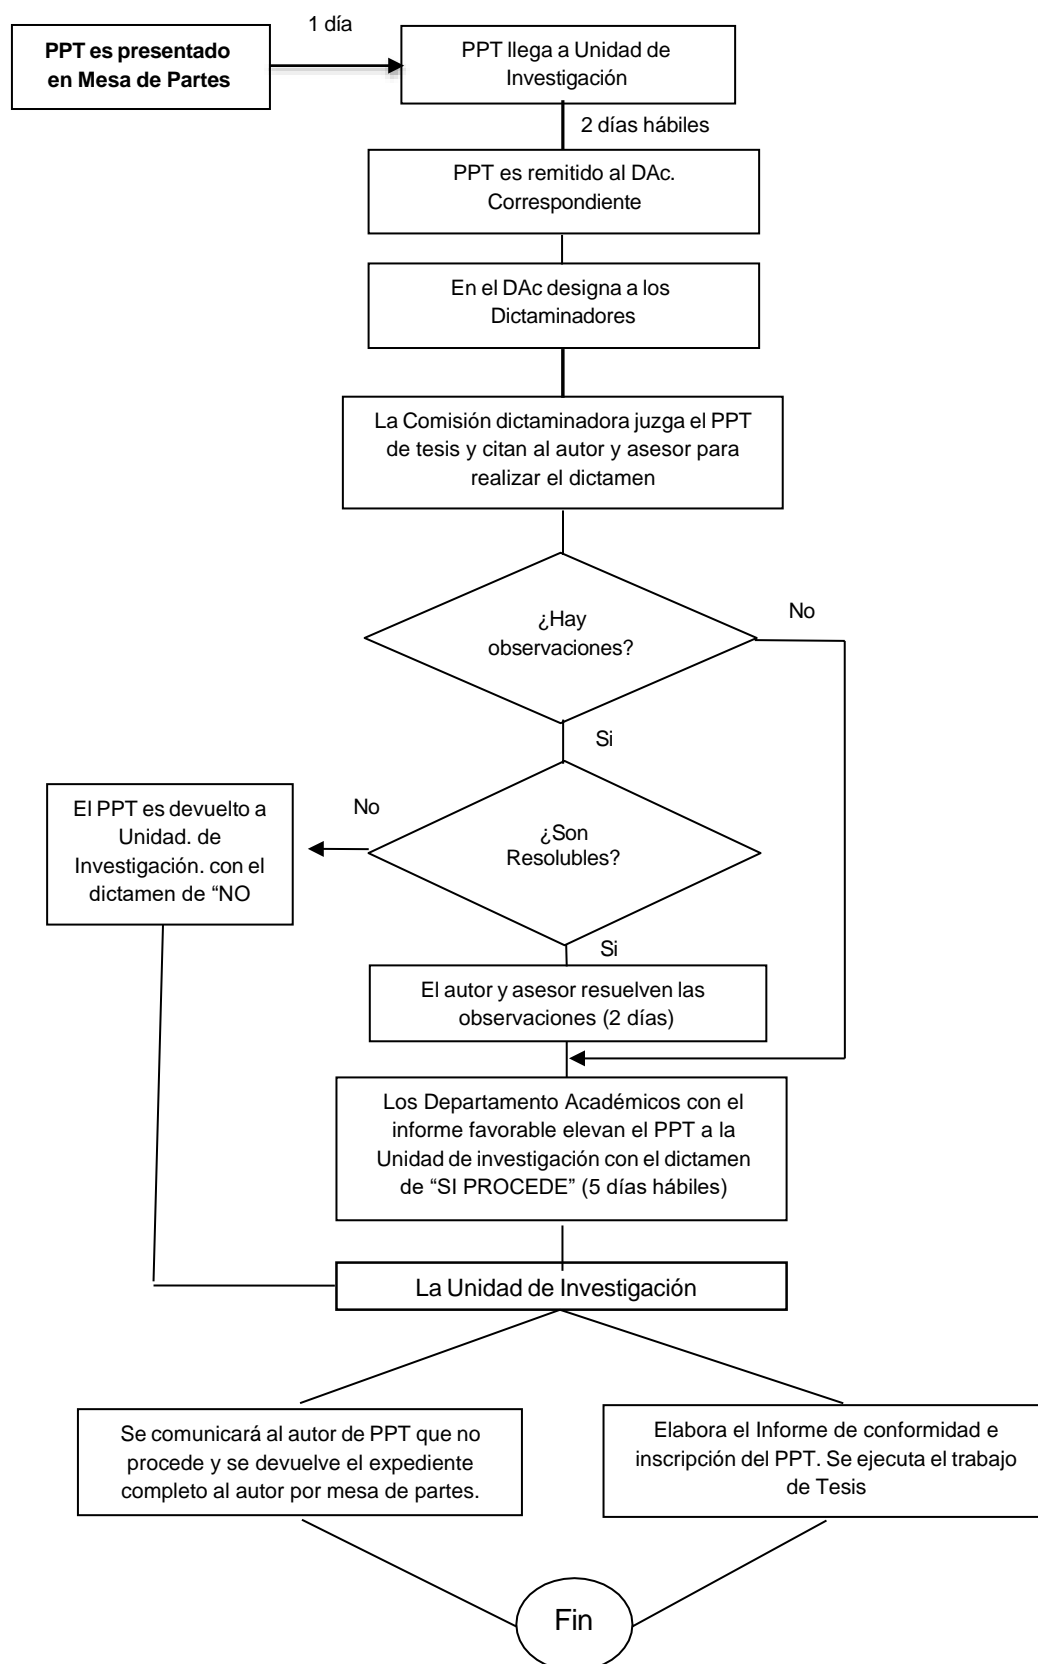 1 día
PPT es presentado
en Mesa de Partes
PPT llega a Unidad de
Investigación
2 días hábiles
PPT es remitido al DAc.
Correspondiente
En el DAc designa a los
Dictaminadores
La Comisión dictaminadora juzga el PPT
de tesis y citan al autor y asesor para
realizar el dictamen
¿Hay
observaciones?
No
Si
El PPT es devuelto a
Unidad. de
Investigación. con el
dictamen de “NO
No
¿Son
Resolubles?
Si
El autor y asesor resuelven las
observaciones (2 días)
Los Departamento Académicos con el
informe favorable elevan el PPT a la
Unidad de investigación con el dictamen
de “SI PROCEDE” (5 días hábiles)
La Unidad de Investigación
Se comunicará al autor de PPT que no
procede y se devuelve el expediente
completo al autor por mesa de partes.
Elabora el Informe de conformidad e
inscripción del PPT. Se ejecuta el trabajo
de Tesis
Fin